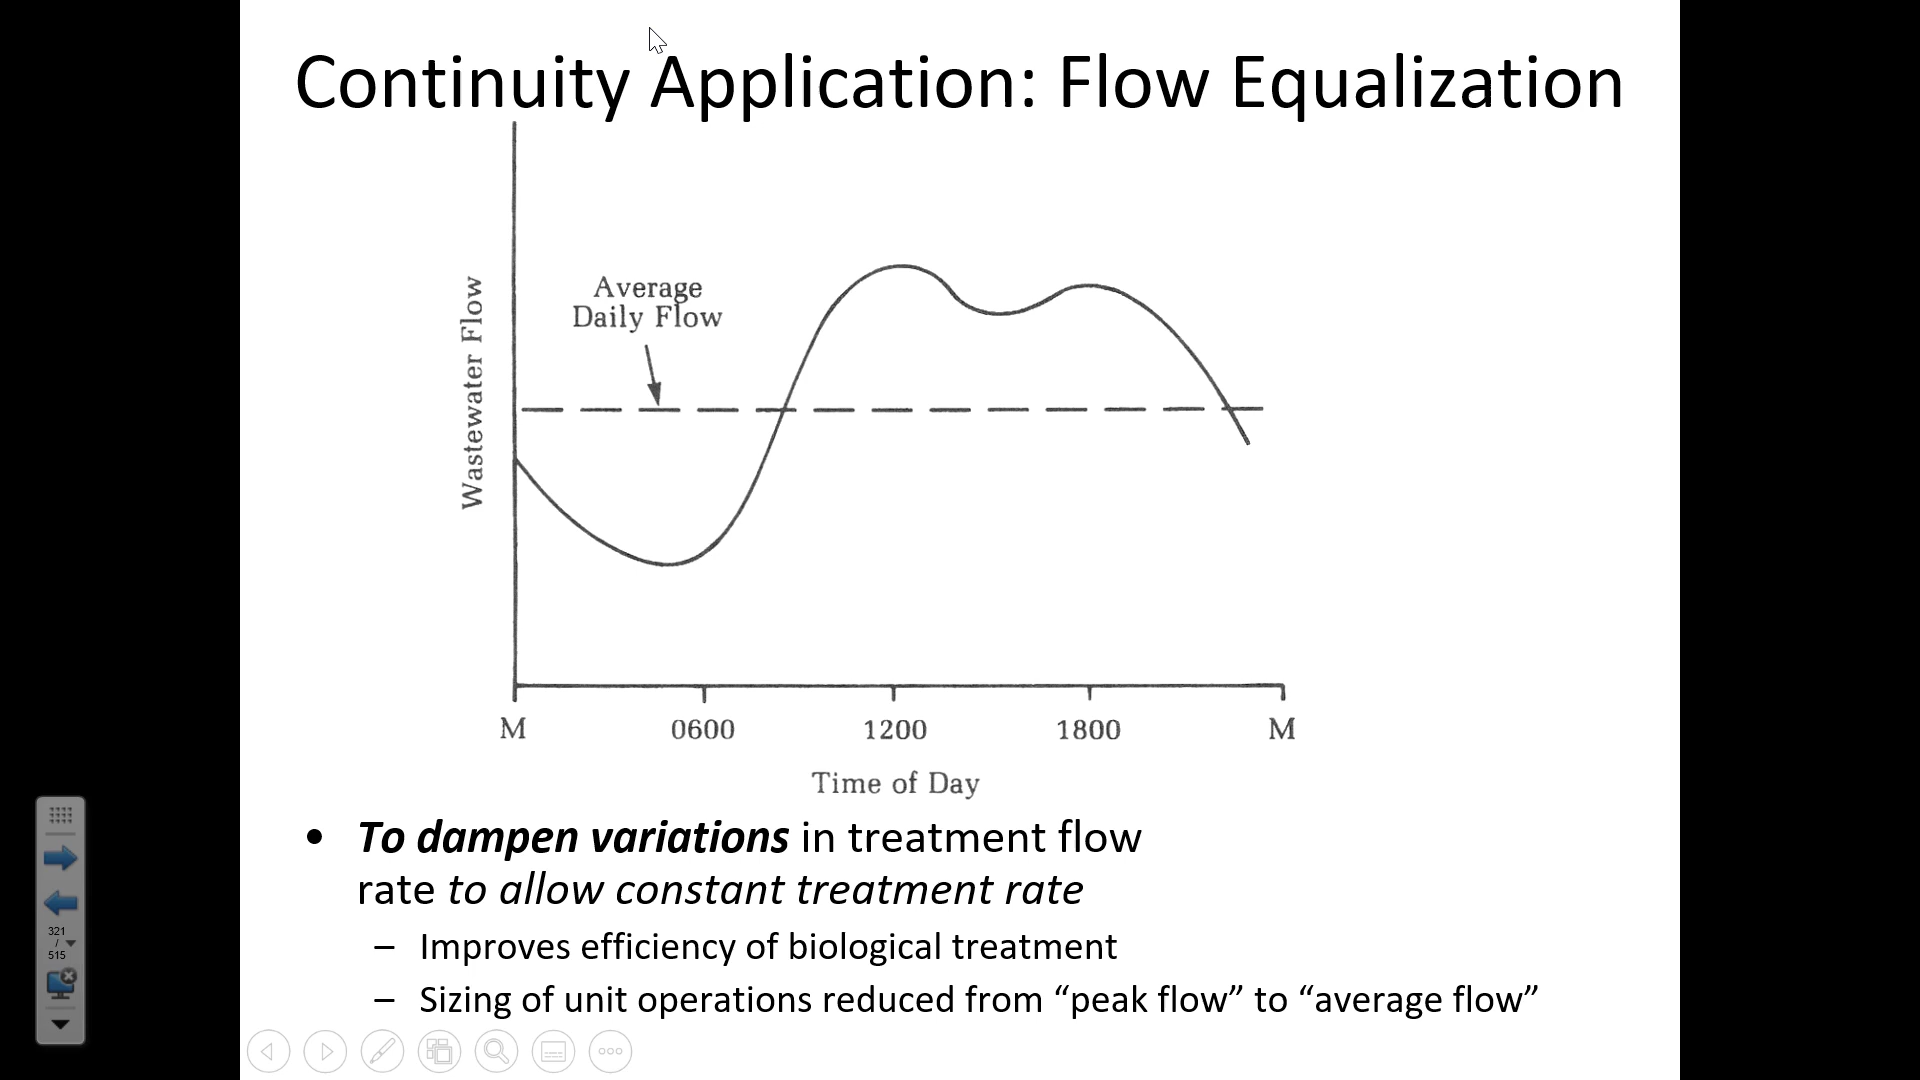 Continuity Application: Flow Equalization
Average
Daily Flow
Wastewater Flow
M 0600 1200 1800 M
Time of Day
• To dampen variations in treatment flow
rate to allow constant treatment rate
– Improves efficiency of biological treatment
– Sizing of unit operations reduced from “peak flow” to “average flow”
321
/
515